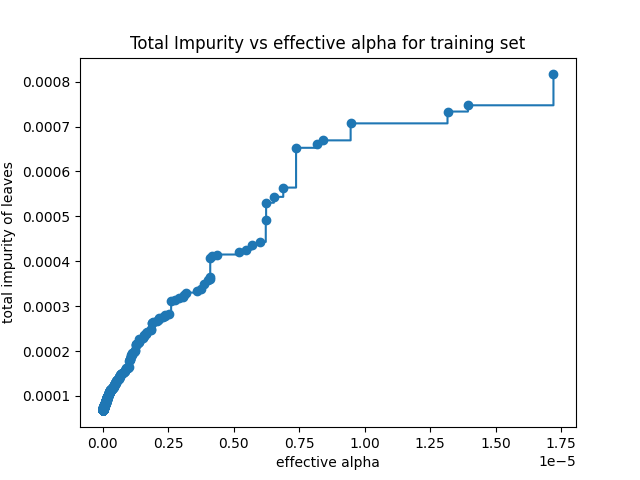 Total Impurity vs effective alpha for training set
0.0008
0.0007
0.0006
0.0005
0.0004
0.0003
0.0002
0.0001
total impurity of leaves
0.00 0.25 0.50 0.75 1.00 1.25 1.50 1.75
1e−5
effective alpha